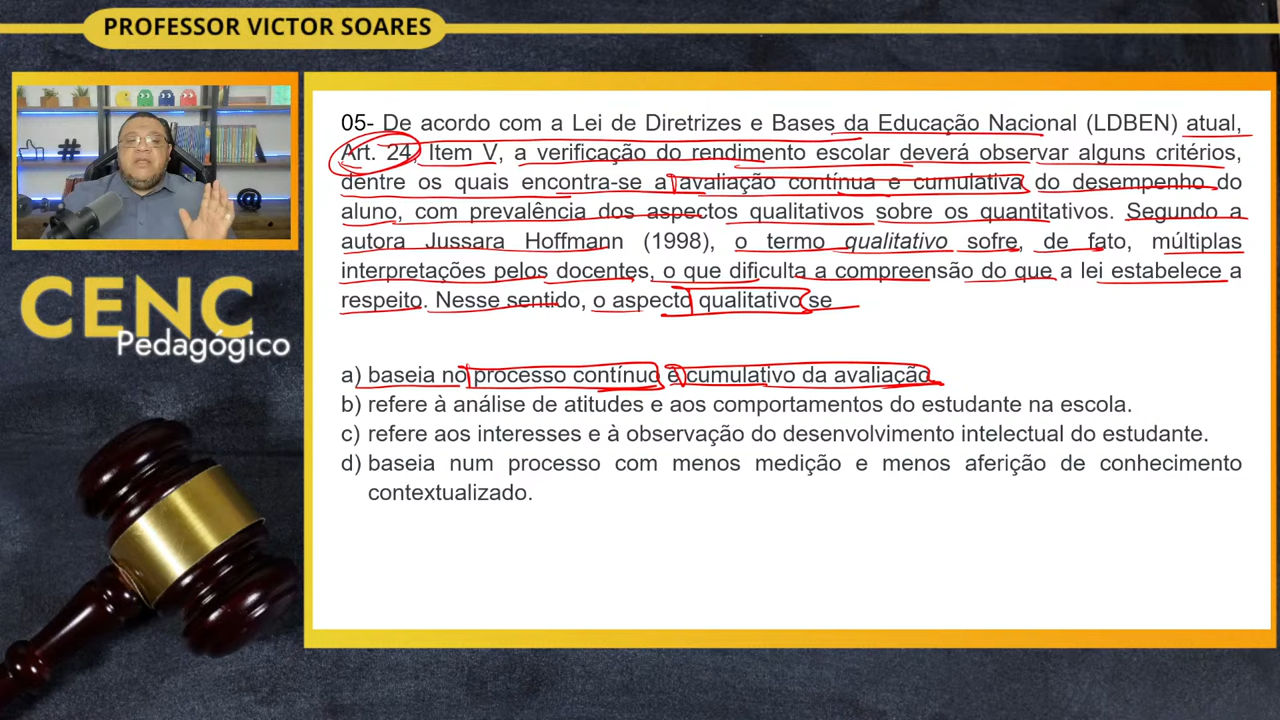 PROFESSOR VICTOR SOARES
CENC
Pedagógico
05- De acordo com a Lei de Diretrizes e Bases da Educação Nacional (LDBEN) atual,
Art. 24, Item V, a verificação do rendimento escolar deverá observar alguns critérios,
dentre os quais encontra-se a avaliação contínua e cumulativa do desempenho do
aluno, com prevalência dos aspectos qualitativos sobre os quantitativos. Segundo a
autora Jussara Hoffmann (1998), o termo qualitativo sofre, de fato, múltiplas
interpretações pelos docentes, o que dificulta a compreensão do que a lei estabelece a
respeito. Nesse sentido, o aspecto qualitativo se
a) baseia no processo contínuo e cumulativo da avaliação.
b) refere à análise de atitudes e aos comportamentos do estudante na escola.
c) refere aos interesses e à observação do desenvolvimento intelectual do estudante.
d) baseia num processo com menos medição e menos aferição de conhecimento
contextualizado.